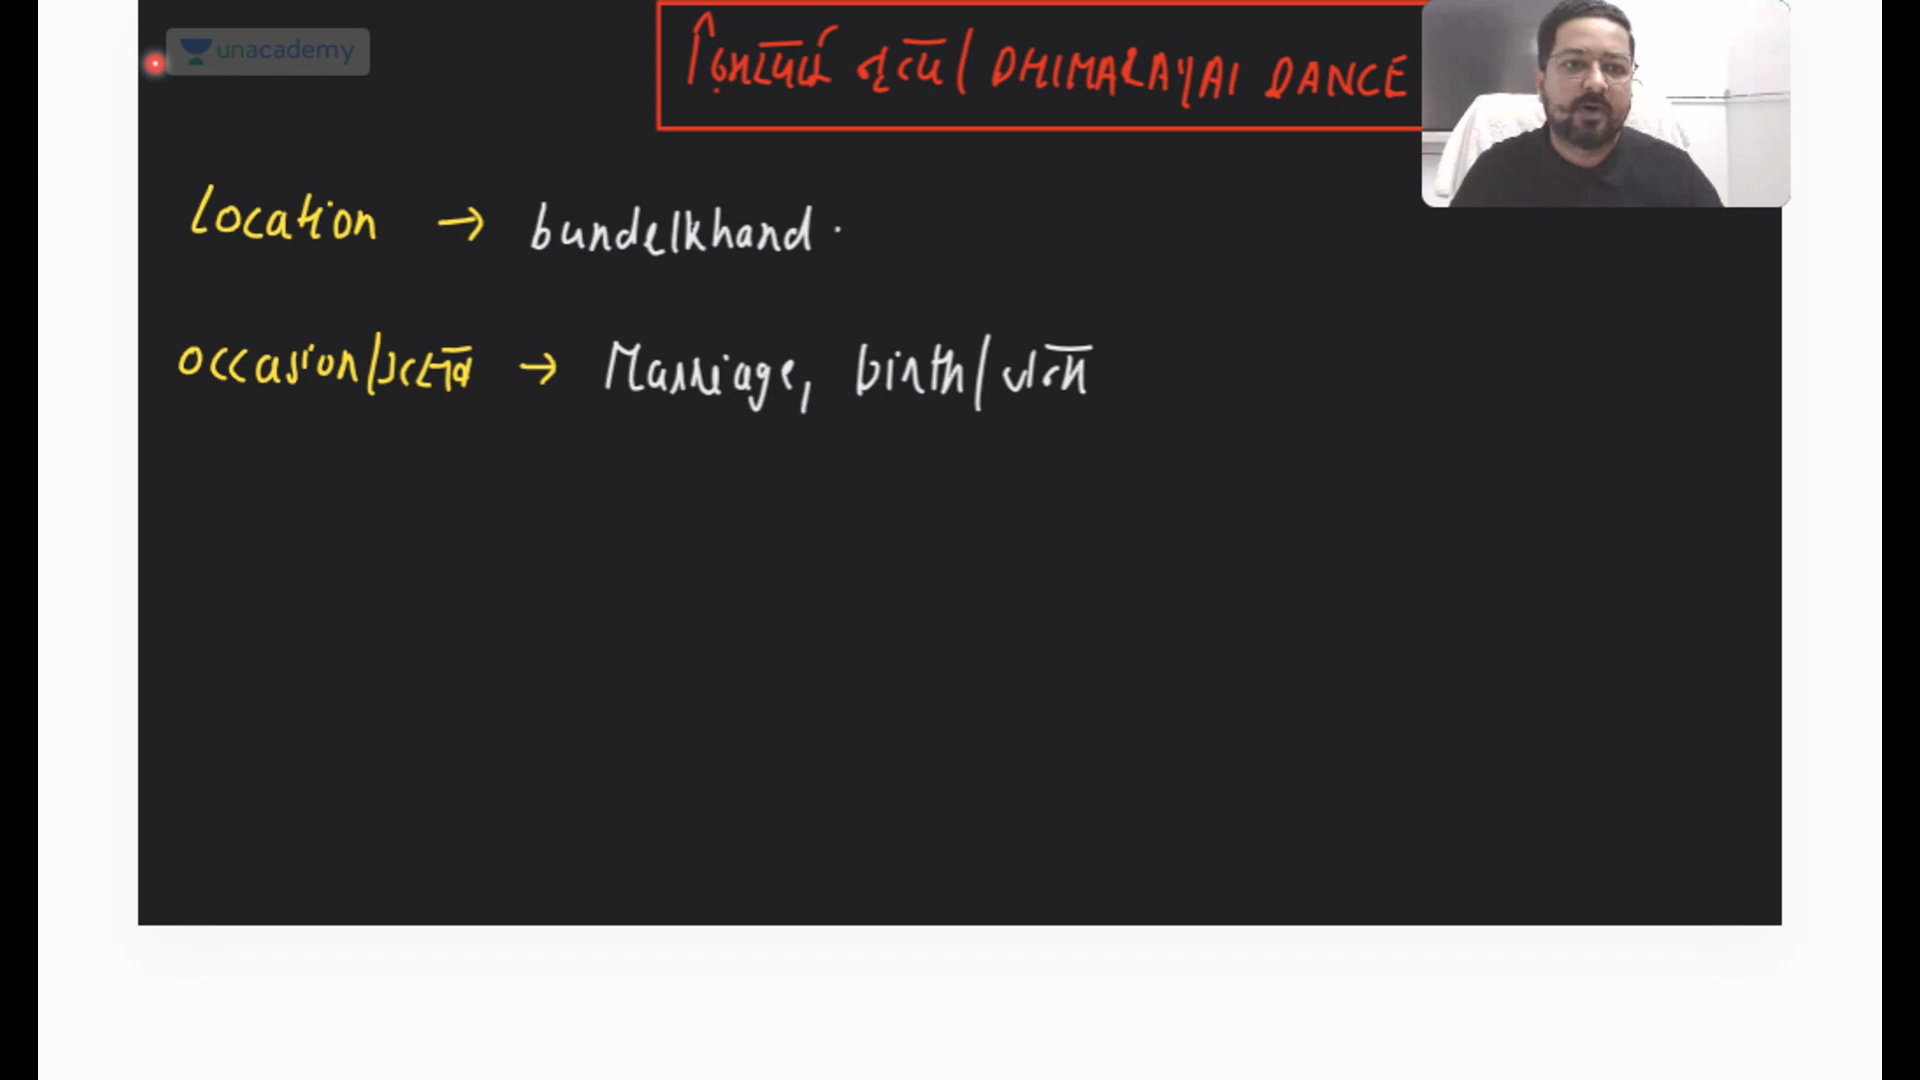 unacademy
ढिमरयाई नृत्य / DHIMARAYAI DANCE
Location → bundelkhand .
Occasion/उत्सव → Marriage, birth/जन्म